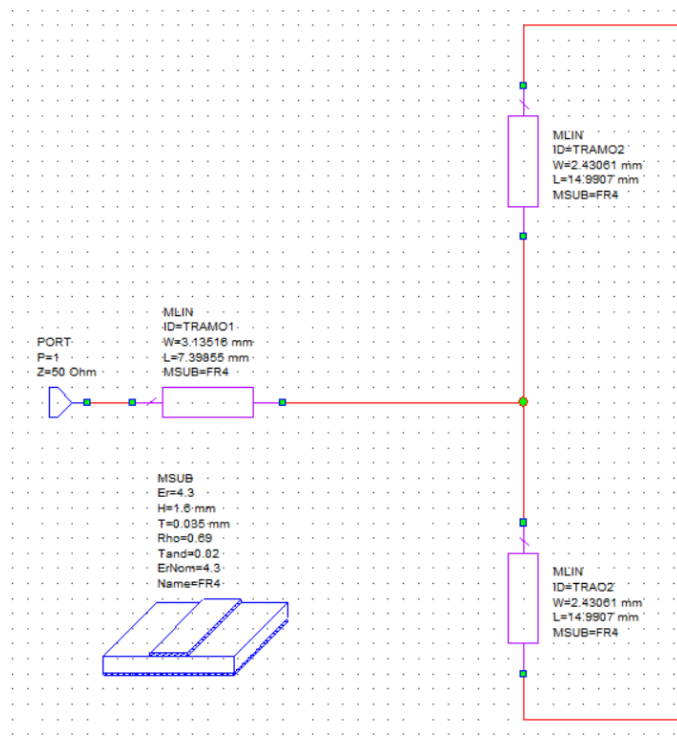 MLIN
ID=TRAMO2
W=2.43061 mm
L=14.9907 mm
MSUB=FR4
MLIN
ID=TRAMO1
W=3.13516 mm
L=7.39855 mm
MSUB=FR4
PORT
P=1
Z=50 Ohm
MSUB
Er=4.3
H=1.6 mm
T=0.035 mm
Rho=0.69
Tand=0.02
ErNom=4.3
Name=FR4
MLIN
ID=TRAO2
W=2.43061 mm
L=14.9907 mm
MSUB=FR4